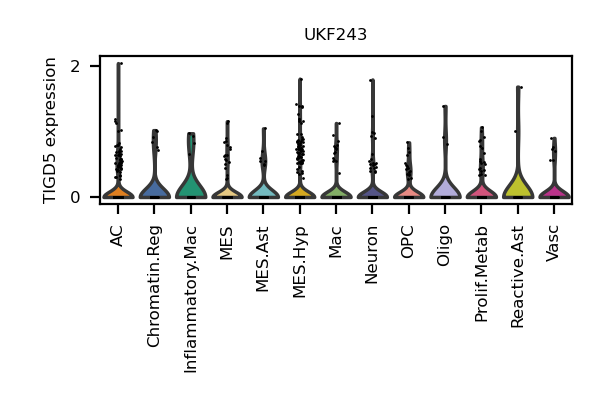 UKF243
TIGD5 expression
2
0
AC
Chromatin.Reg
Inflammatory.Mac
MES
MES.Ast
MES.Hyp
Mac
Neuron
OPC
Oligo
Prolif.Metab
Reactive.Ast
Vasc